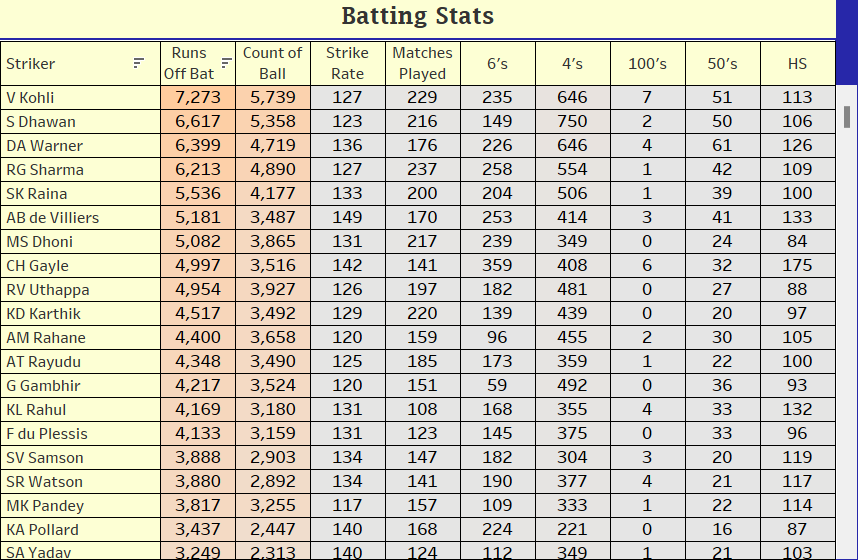 Batting Stats
Striker Runs Off Bat Count of Ball Strike Rate Matches Played 6's 4's 100's 50's HS
V Kohli 7,273 5,739 127 229 235 646 7 51 113
S Dhawan 6,617 5,358 123 216 149 750 2 50 106
DA Warner 6,399 4,719 136 176 226 646 4 61 126
RG Sharma 6,213 4,890 127 237 258 554 1 42 109
SK Raina 5,536 4,177 133 200 204 506 1 39 100
AB de Villiers 5,181 3,487 149 170 253 414 3 41 133
MS Dhoni 5,082 3,865 131 217 239 349 0 24 84
CH Gayle 4,997 3,516 142 141 359 408 6 32 175
RV Uthappa 4,954 3,927 126 197 182 481 0 27 88
KD Karthik 4,517 3,492 129 220 139 439 0 20 97
AM Rahane 4,400 3,658 120 159 96 455 2 30 105
AT Rayudu 4,348 3,490 125 185 173 359 1 22 100
G Gambhir 4,217 3,524 120 151 59 492 0 36 93
KL Rahul 4,169 3,180 131 108 168 355 4 33 132
F du Plessis 4,133 3,159 131 123 145 375 0 33 96
SV Samson 3,888 2,903 134 147 182 304 3 20 119
SR Watson 3,880 2,892 134 141 190 377 4 21 117
MK Pandey 3,817 3,255 117 157 109 333 1 22 114
KA Pollard 3,437 2,447 140 168 224 221 0 16 87
SA Yadav 3,249 2,313 140 124 112 349 1 21 103